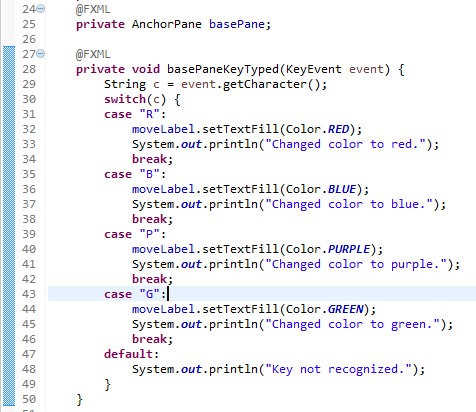 24 @FXML
25 private AnchorPane basePane;
26
27 @FXML
28 private void basePaneKeyTyped(KeyEvent event) {
29 String c = event.getCharacter();
30 switch(c) {
31 case "R":
32 moveLabel.setTextFill(Color.RED);
33 System.out.println("Changed color to red.");
34 break;
35 case "B":
36 moveLabel.setTextFill(Color.BLUE);
37 System.out.println("Changed color to blue.");
38 break;
39 case "P":
40 moveLabel.setTextFill(Color.PURPLE);
41 System.out.println("Changed color to purple.");
42 break;
43 case "G":
44 moveLabel.setTextFill(Color.GREEN);
45 System.out.println("Changed color to green.");
46 break;
47 default:
48 System.out.println("Key not recognized.");
49 }
50 }